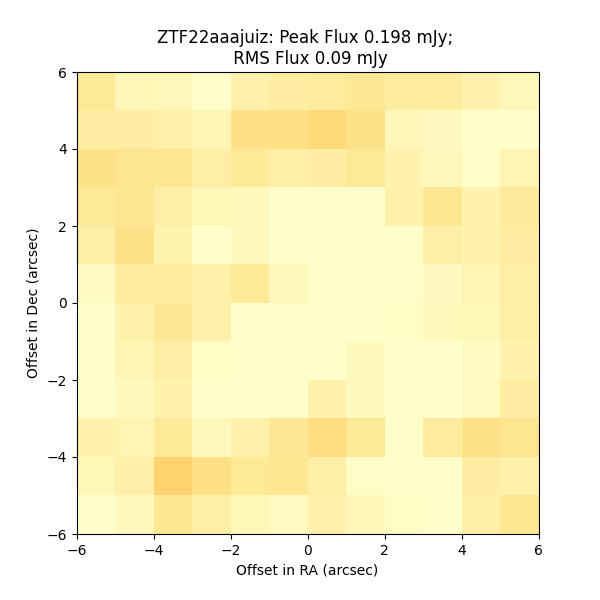 ZTF22aaajuiz: Peak Flux 0.198 mJy;
RMS Flux 0.09 mJy
6
4
2
0
−2
−4
−6
Offset in Dec (arcsec)
−6 −4 −2 0 2 4 6
Offset in RA (arcsec)